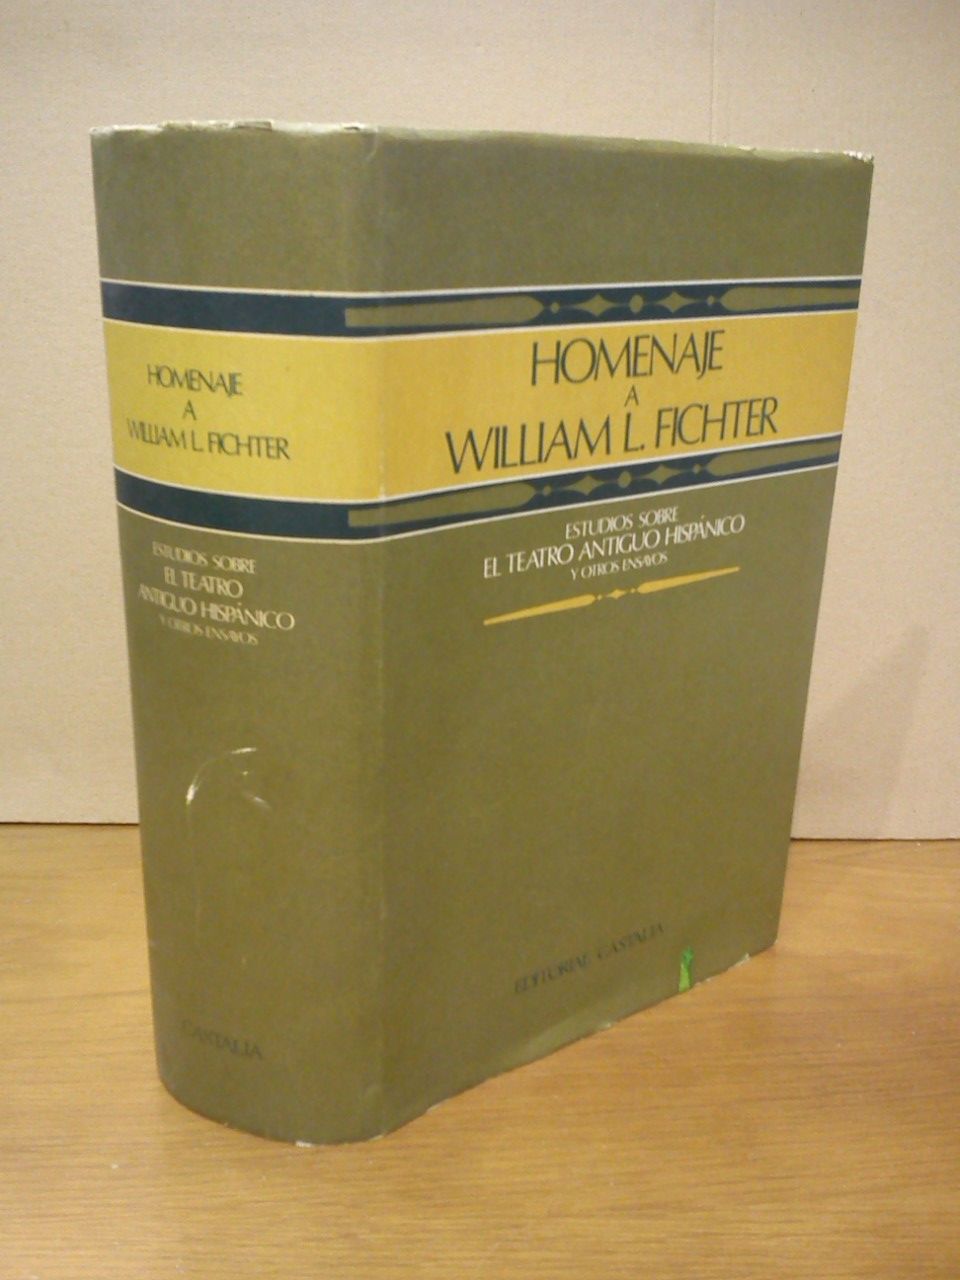 HOMENAJE
A
WILLIAM L. FICHTER
ESTUDIOS SOBRE
EL TEATRO
ANTIGUO HISPÁNICO
Y OTROS ENSAYOS
CASTALIA
HOMENAJE
A
WILLIAM L. FICHTER
ESTUDIOS SOBRE
EL TEATRO ANTIGUO HISPÁNICO
Y OTROS ENSAYOS
EDITORIAL CASTALIA